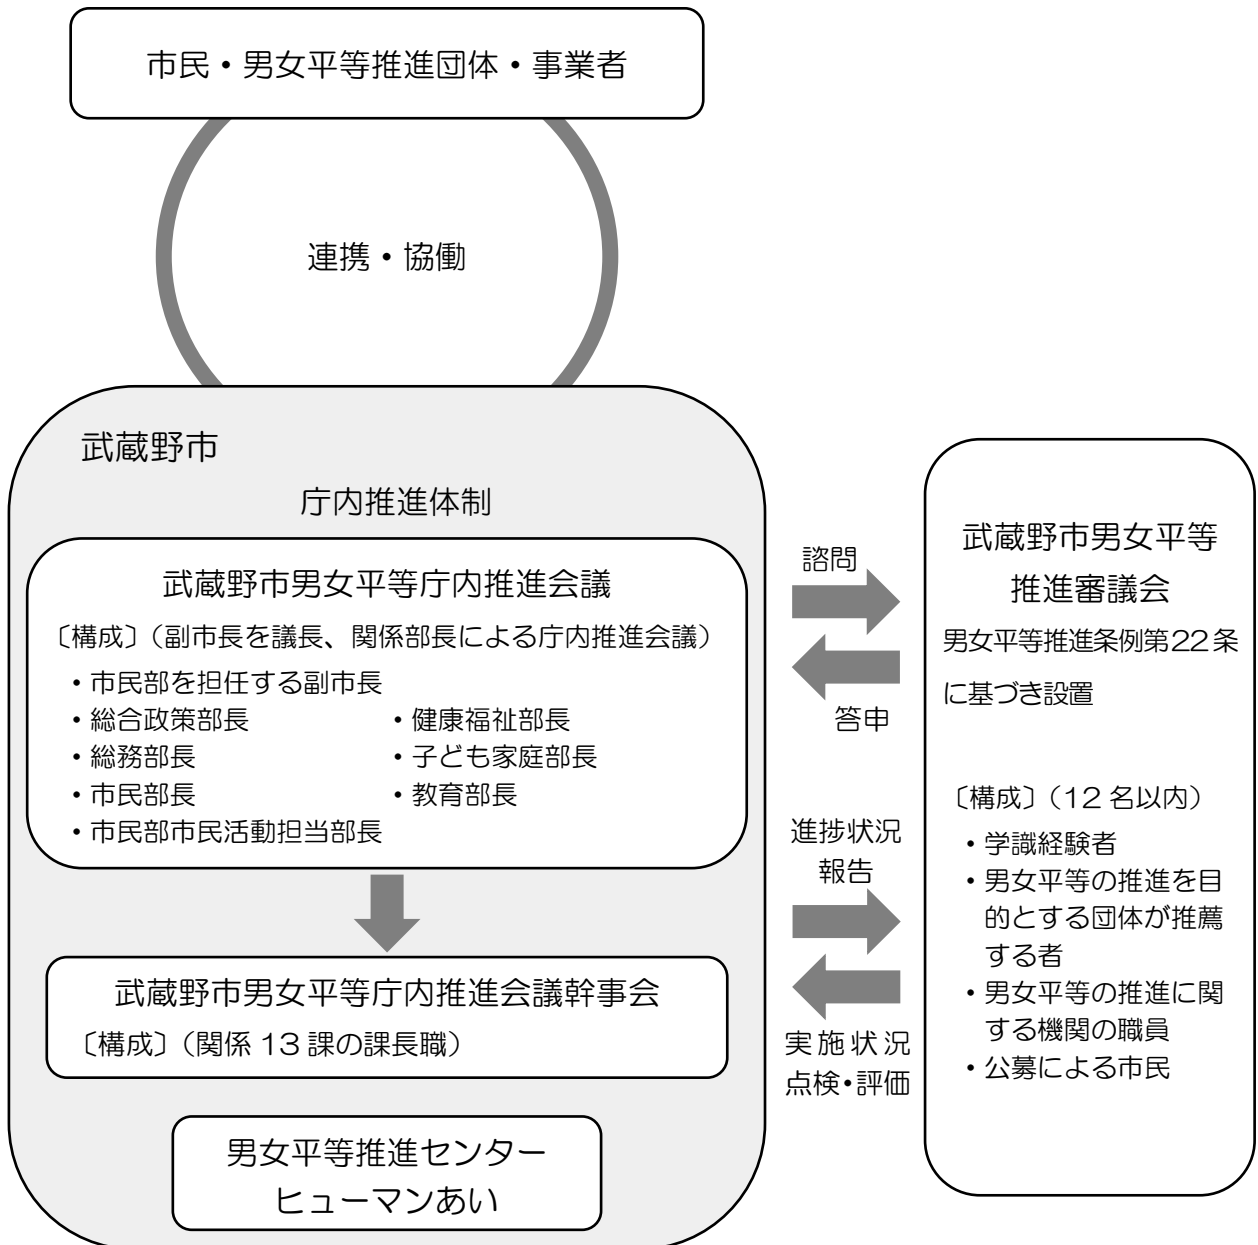 市民・男女平等推進団体・事業者
連携・協働
武蔵野市
庁内推進体制
武蔵野市男女平等庁内推進会議
〔構成〕（副市長を議長、関係部長による庁内推進会議）
・市民部を担任する副市長
・総合政策部長
・総務部長
・市民部長
・市民部市民活動担当部長
・健康福祉部長
・子ども家庭部長
・教育部長
武蔵野市男女平等庁内推進会議幹事会
〔構成〕（関係 13 課の課長職）
男女平等推進センター
ヒューマンあい
諮問
答申
進捗状況
報告
実施状況
点検・評価
武蔵野市男女平等
推進審議会
男女平等推進条例第22条
に基づき設置
〔構成〕（12 名以内）
・学識経験者
・男女平等の推進を目
的とする団体が推薦
する者
・男女平等の推進に関
する機関の職員
・公募による市民